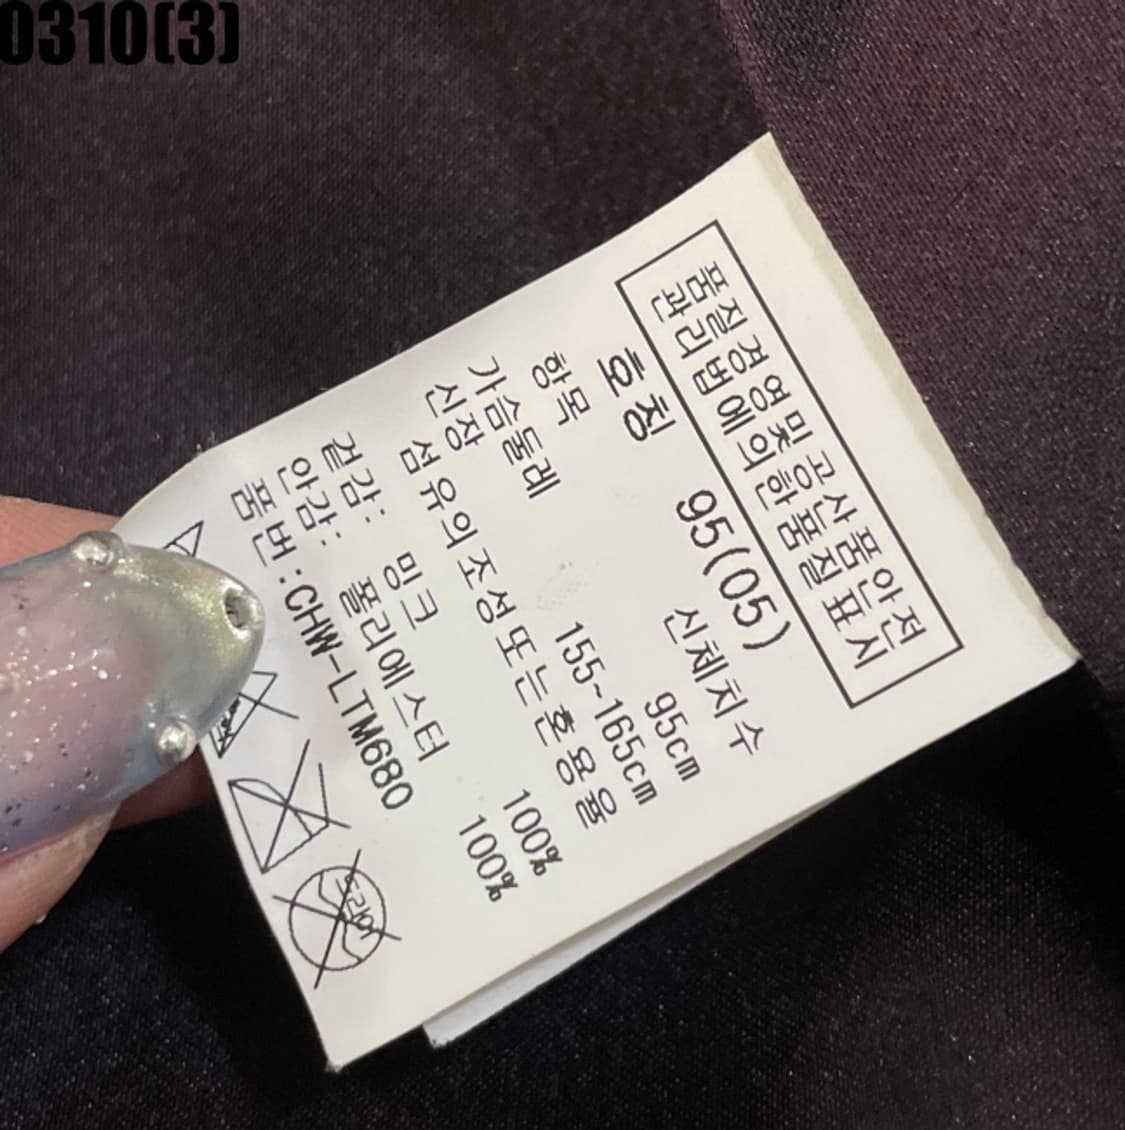 0310(3)
품질경영및공산품안전
관리법에의한품질표시
호칭 95(05)
항목 신체치수
가슴둘레 95cm
신장 155~165cm
섬유의조성또는혼용율
겉감: 밍크 100%
안감: 폴리에스터 100%
품번:CHW-LTM680
드라이